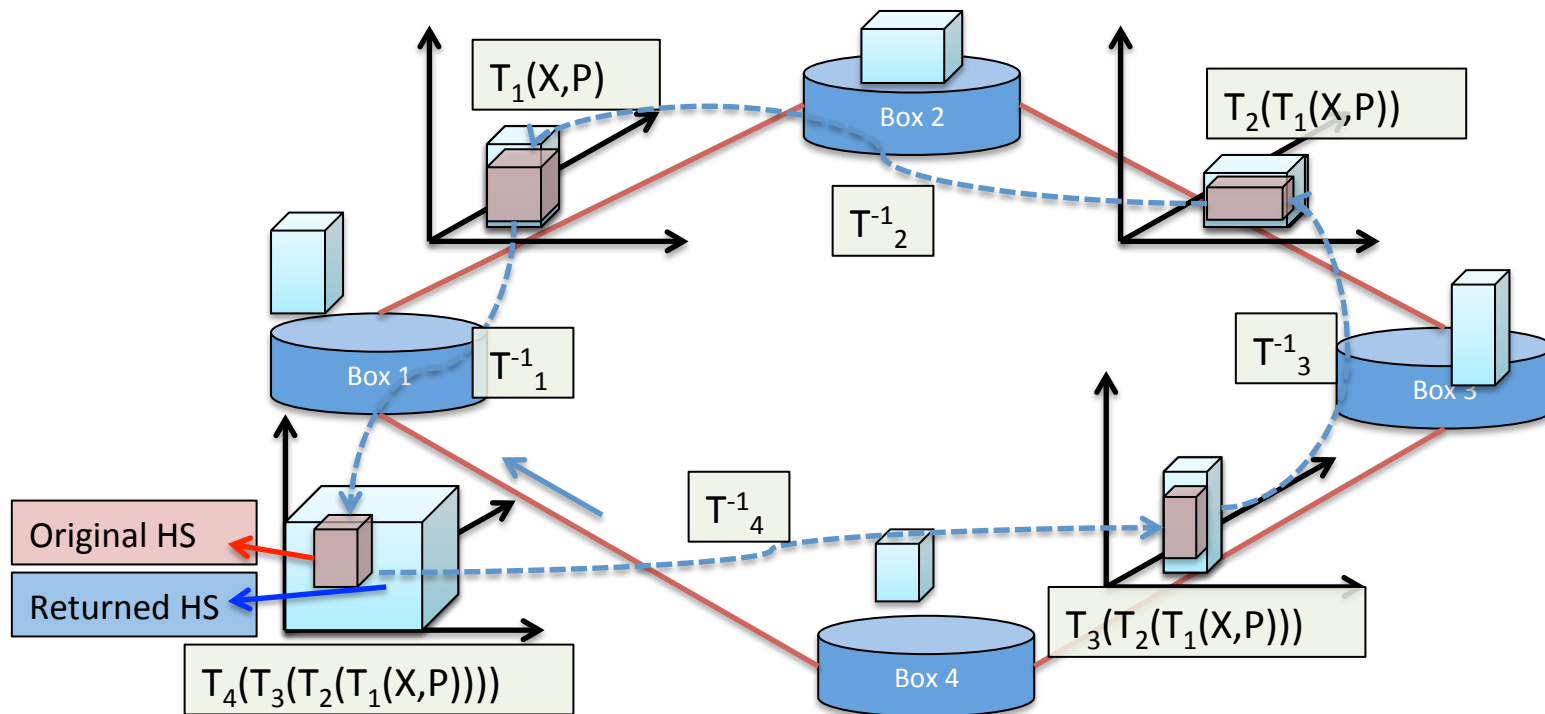 T₁(X,P)
Box 2
T₂(T₁(X,P))
T⁻¹₂
Box 1
T⁻¹₁
T⁻¹₃
Box 3
Original HS
Returned HS
T⁻¹₄
T₃(T₂(T₁(X,P)))
T₄(T₃(T₂(T₁(X,P))))
Box 4